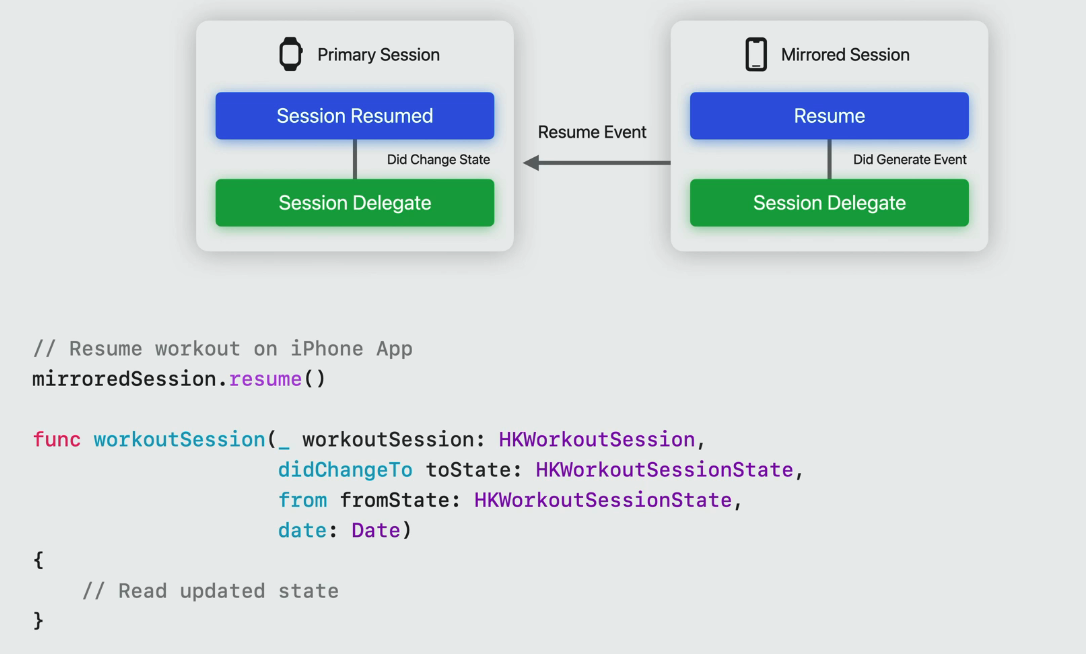 Primary Session
Mirrored Session
Session Resumed
Resume
Resume Event
Did Change State
Did Generate Event
Session Delegate
Session Delegate
// Resume workout on iPhone App
mirroredSession.resume()
func workoutSession(_ workoutSession: HKWorkoutSession,
didChangeTo toState: HKWorkoutSessionState,
from fromState: HKWorkoutSessionState,
date: Date)
{
// Read updated state
}